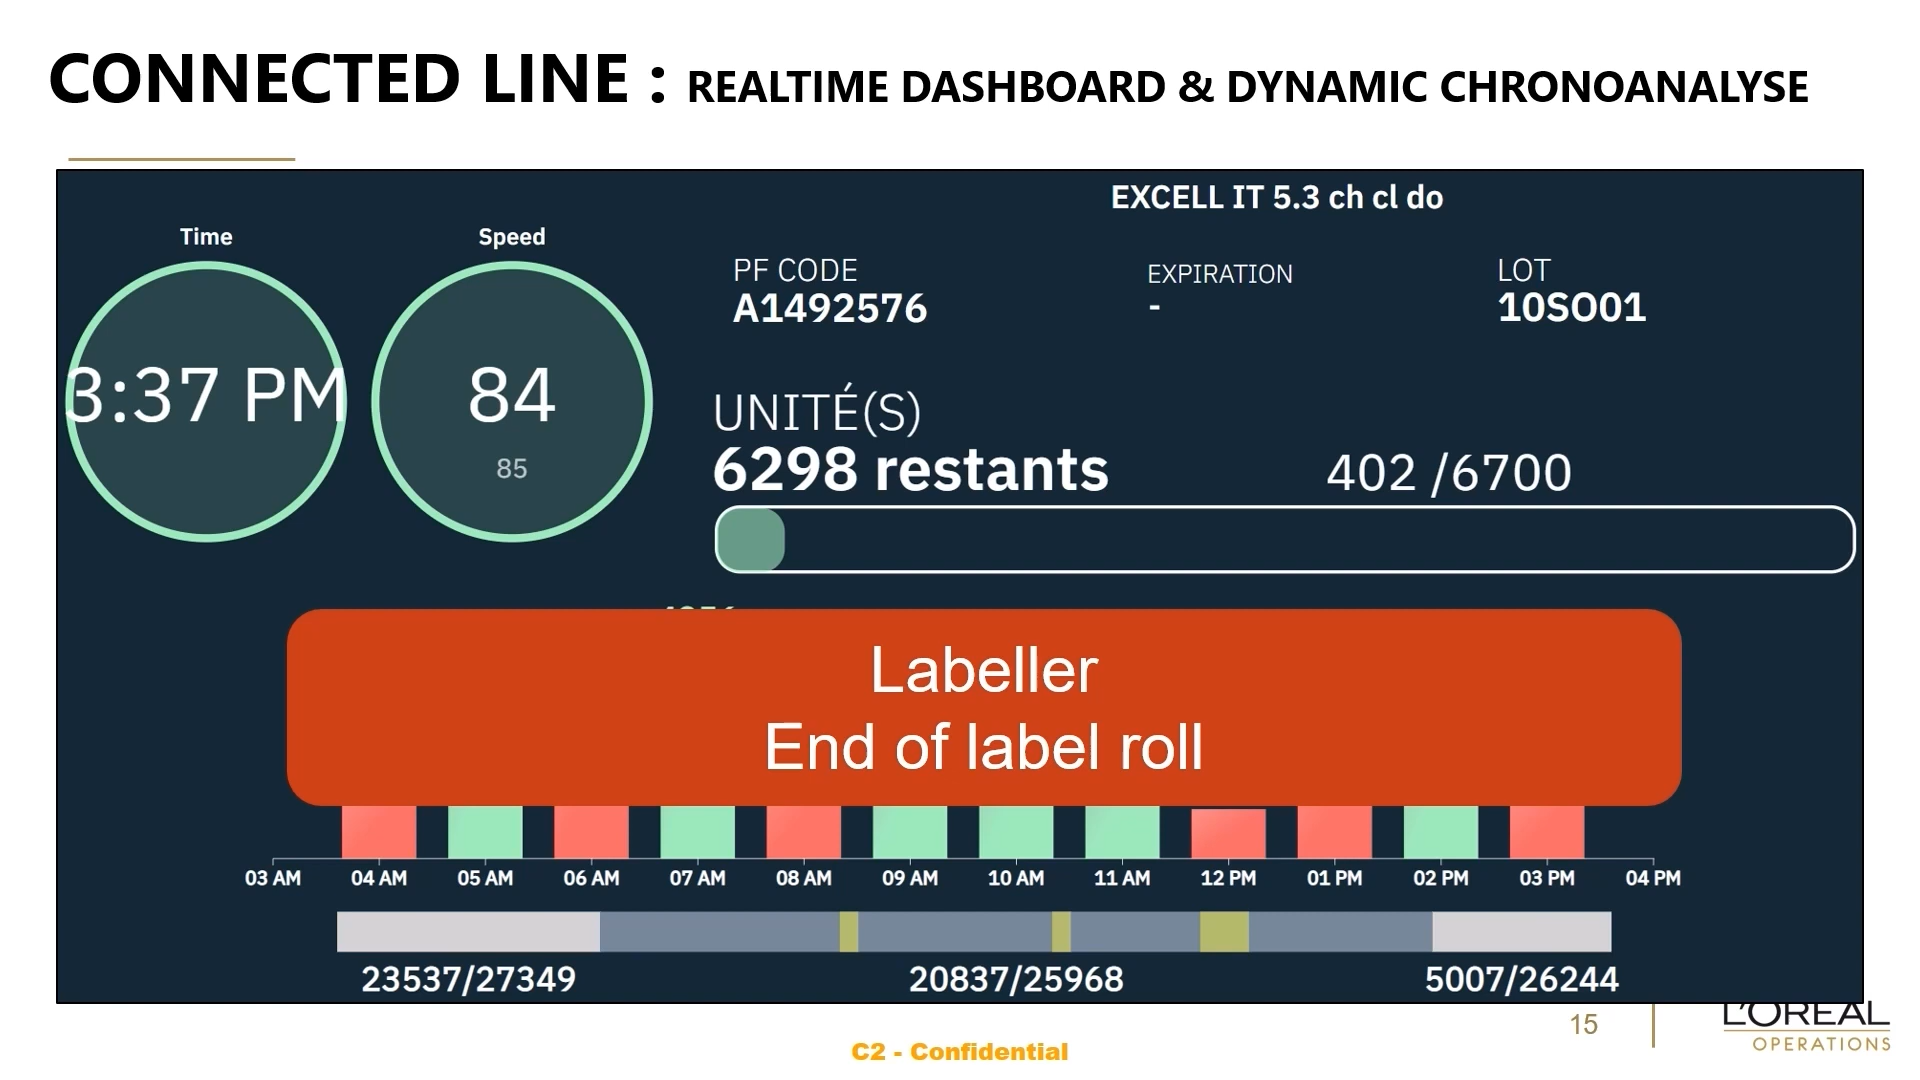 CONNECTED LINE : REALTIME DASHBOARD & DYNAMIC CHRONOANALYSE
EXCELL IT 5.3 ch cl do
Time
Speed
PF CODE
EXPIRATION
LOT
A1492576
-
10SO01
3:37 PM
84
85
UNITÉ(S)
6298 restants
402 /6700
Labeller
End of label roll
03 AM 04 AM 05 AM 06 AM 07 AM 08 AM 09 AM 10 AM 11 AM 12 PM 01 PM 02 PM 03 PM 04 PM
23537/27349
20837/25968
5007/26244
15
L'ORÉAL
OPERATIONS
C2 - Confidential